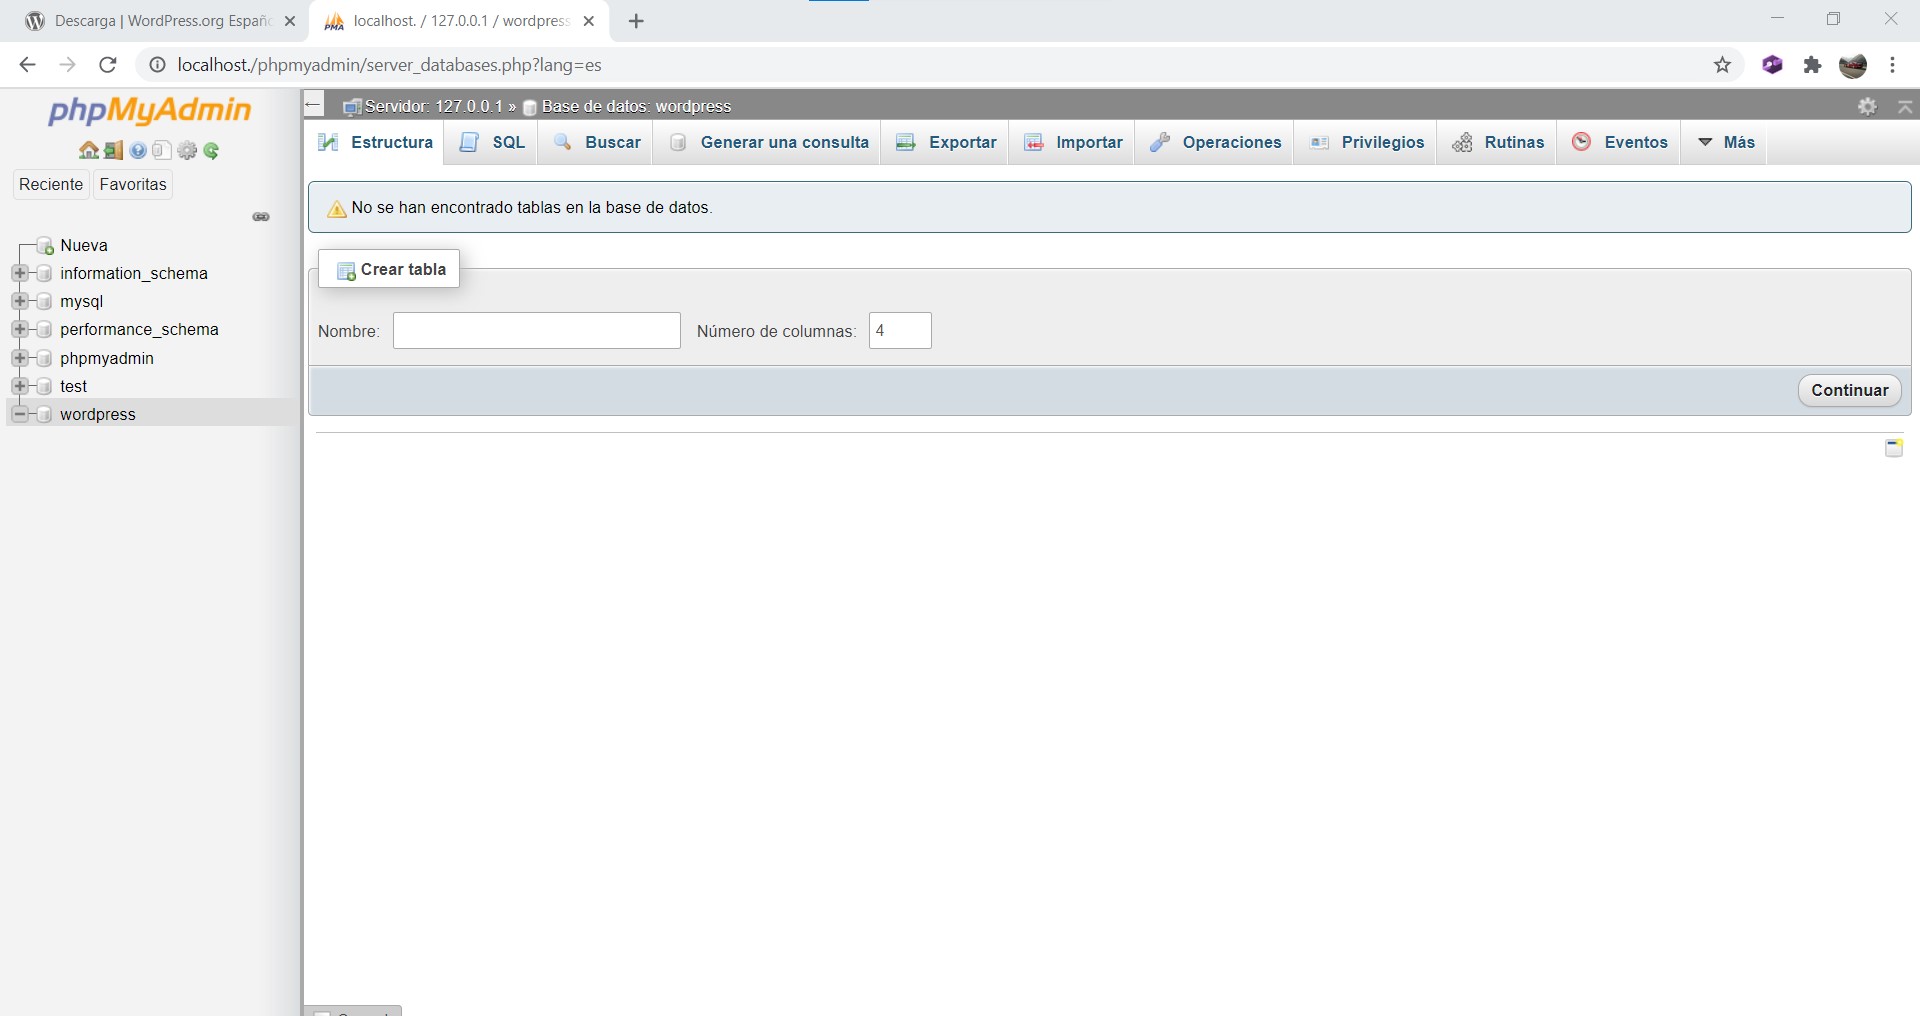 Descarga | WordPress.org Españo
localhost. / 127.0.0.1 / wordpress
localhost./phpmyadmin/server_databases.php?lang=es
phpMyAdmin
Reciente
Favoritas
Nueva
information_schema
mysql
performance_schema
phpmyadmin
test
wordpress
Servidor: 127.0.0.1 » Base de datos: wordpress
Estructura
SQL
Buscar
Generar una consulta
Exportar
Importar
Operaciones
Privilegios
Rutinas
Eventos
Más
No se han encontrado tablas en la base de datos.
Crear tabla
Nombre:
Número de columnas: 4
Continuar